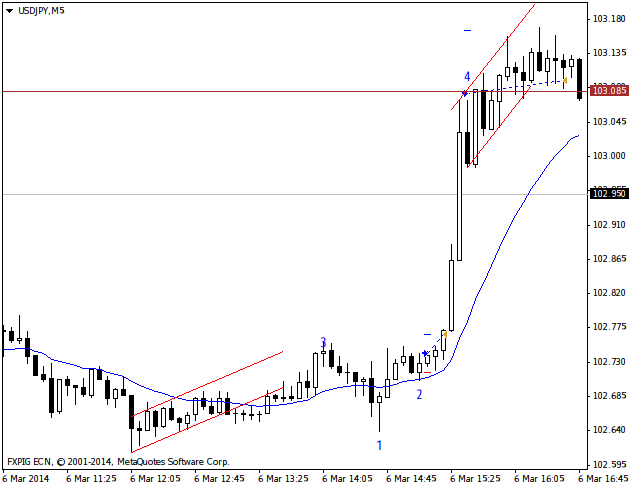 USDJPY,M5
103.180
103.135
103.085
103.045
103.000
102.950
102.910
102.865
102.820
102.775
102.730
102.685
102.640
102.595
4
3
2
1
FXPIG ECN, © 2001-2014, MetaQuotes Software Corp.
6 Mar 2014
6 Mar 11:25
6 Mar 12:05
6 Mar 12:44
6 Mar 13:25
6 Mar 14:05
6 Mar 14:45
6 Mar 15:25
6 Mar 16:05
6 Mar 16:45